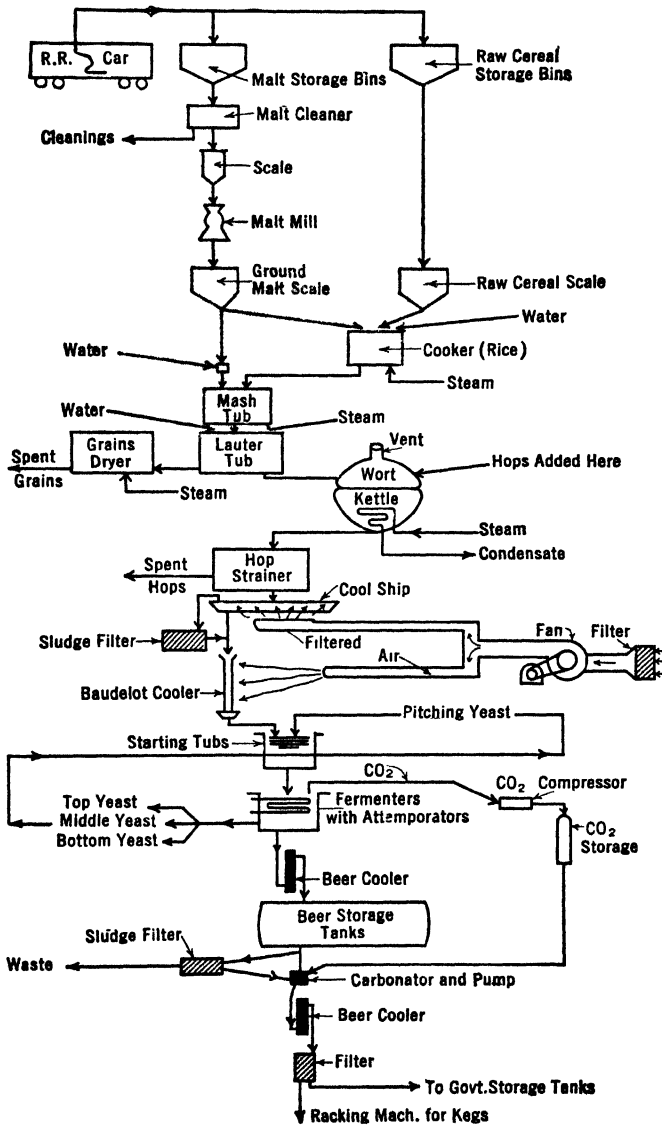 R.R. Car
Malt Storage Bins
Raw Cereal
Storage Bins
Malt Cleaner
Cleanings
Scale
Malt Mill
Ground
Malt Scale
Raw Cereal Scale
Water
Cooker (Rice)
Water
Steam
Mash
Tub
Water
Steam
Lauter
Tub
Grains
Dryer
Spent
Grains
Steam
Vent
Wort
Hops Added Here
Kettle
Steam
Condensate
Hop
Strainer
Spent
Hops
Cool Ship
Sludge Filter
Filtered
Air
Fan
Filter
Baudelot Cooler
Pitching Yeast
Starting Tubs
CO2
CO2
Compressor
Top Yeast
Middle Yeast
Bottom Yeast
Fermenters
with Attemporators
CO2
Storage
Beer Cooler
Beer Storage
Tanks
Sludge Filter
Waste
Carbonator and Pump
Beer Cooler
Filter
To Govt. Storage Tanks
Racking Mach. for Kegs